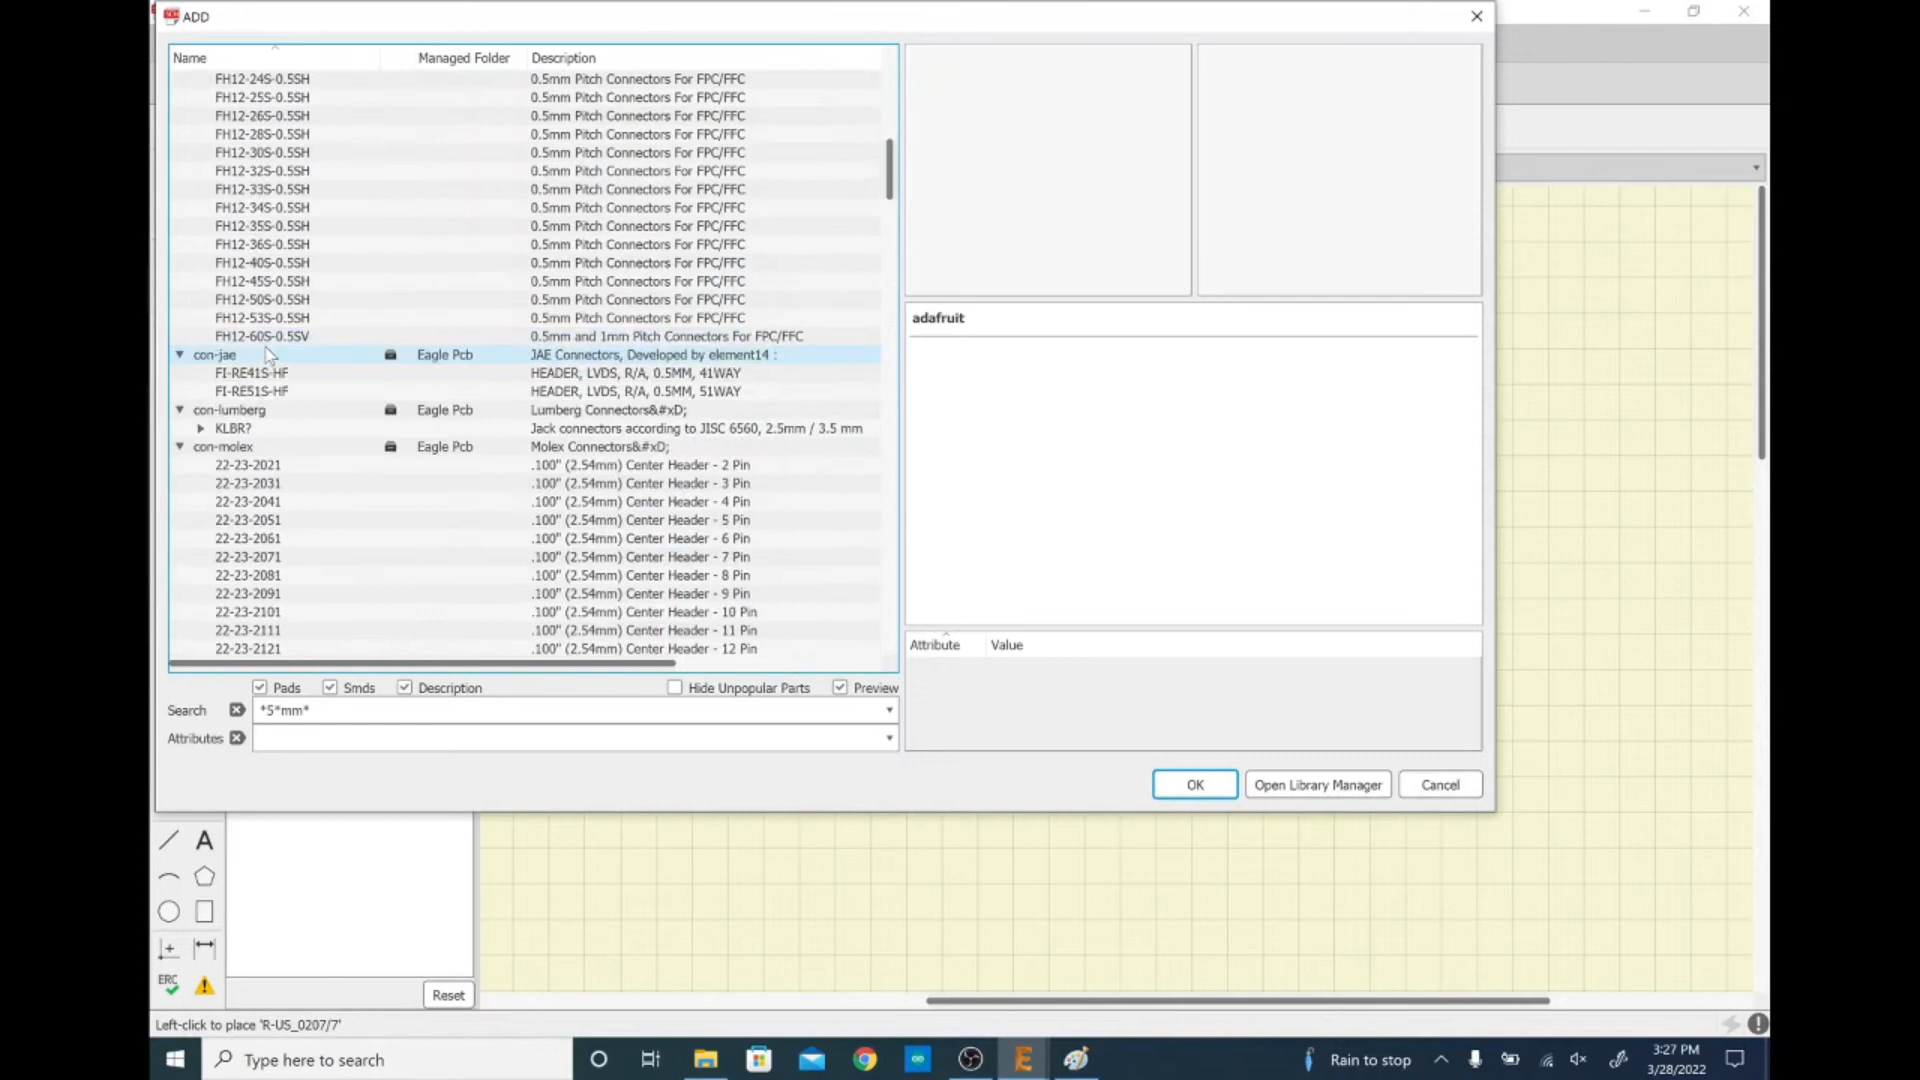 ADD
Name Managed Folder Description
FH12-24S-0.5SH 0.5mm Pitch Connectors For FPC/FFC
FH12-25S-0.5SH 0.5mm Pitch Connectors For FPC/FFC
FH12-26S-0.5SH 0.5mm Pitch Connectors For FPC/FFC
FH12-28S-0.5SH 0.5mm Pitch Connectors For FPC/FFC
FH12-30S-0.5SH 0.5mm Pitch Connectors For FPC/FFC
FH12-32S-0.5SH 0.5mm Pitch Connectors For FPC/FFC
FH12-33S-0.5SH 0.5mm Pitch Connectors For FPC/FFC
FH12-34S-0.5SH 0.5mm Pitch Connectors For FPC/FFC
FH12-35S-0.5SH 0.5mm Pitch Connectors For FPC/FFC
FH12-36S-0.5SH 0.5mm Pitch Connectors For FPC/FFC
FH12-40S-0.5SH 0.5mm Pitch Connectors For FPC/FFC
FH12-45S-0.5SH 0.5mm Pitch Connectors For FPC/FFC
FH12-50S-0.5SH 0.5mm Pitch Connectors For FPC/FFC
FH12-53S-0.5SH 0.5mm Pitch Connectors For FPC/FFC
FH12-60S-0.5SV 0.5mm and 1mm Pitch Connectors For FPC/FFC
con-jae Eagle Pcb JAE Connectors, Developed by element14 :
FI-RE41S-HF HEADER, LVDS, R/A, 0.5MM, 41WAY
FI-RE51S-HF HEADER, LVDS, R/A, 0.5MM, 51WAY
con-lumberg Eagle Pcb Lumberg Connectors&#xD;
KLBR? Jack connectors according to JISC 6560, 2.5mm / 3.5 mm
con-molex Eagle Pcb Molex Connectors&#xD;
22-23-2021 .100" (2.54mm) Center Header - 2 Pin
22-23-2031 .100" (2.54mm) Center Header - 3 Pin
22-23-2041 .100" (2.54mm) Center Header - 4 Pin
22-23-2051 .100" (2.54mm) Center Header - 5 Pin
22-23-2061 .100" (2.54mm) Center Header - 6 Pin
22-23-2071 .100" (2.54mm) Center Header - 7 Pin
22-23-2081 .100" (2.54mm) Center Header - 8 Pin
22-23-2091 .100" (2.54mm) Center Header - 9 Pin
22-23-2101 .100" (2.54mm) Center Header - 10 Pin
22-23-2111 .100" (2.54mm) Center Header - 11 Pin
22-23-2121 .100" (2.54mm) Center Header - 12 Pin
adafruit
Attribute Value
Pads Smds Description Hide Unpopular Parts Preview
Search *5*mm*
Attributes
OK Open Library Manager Cancel
A
ERC
Reset
Left-click to place 'R-US_0207/7'
Type here to search
Rain to stop
3:27 PM
3/28/2022